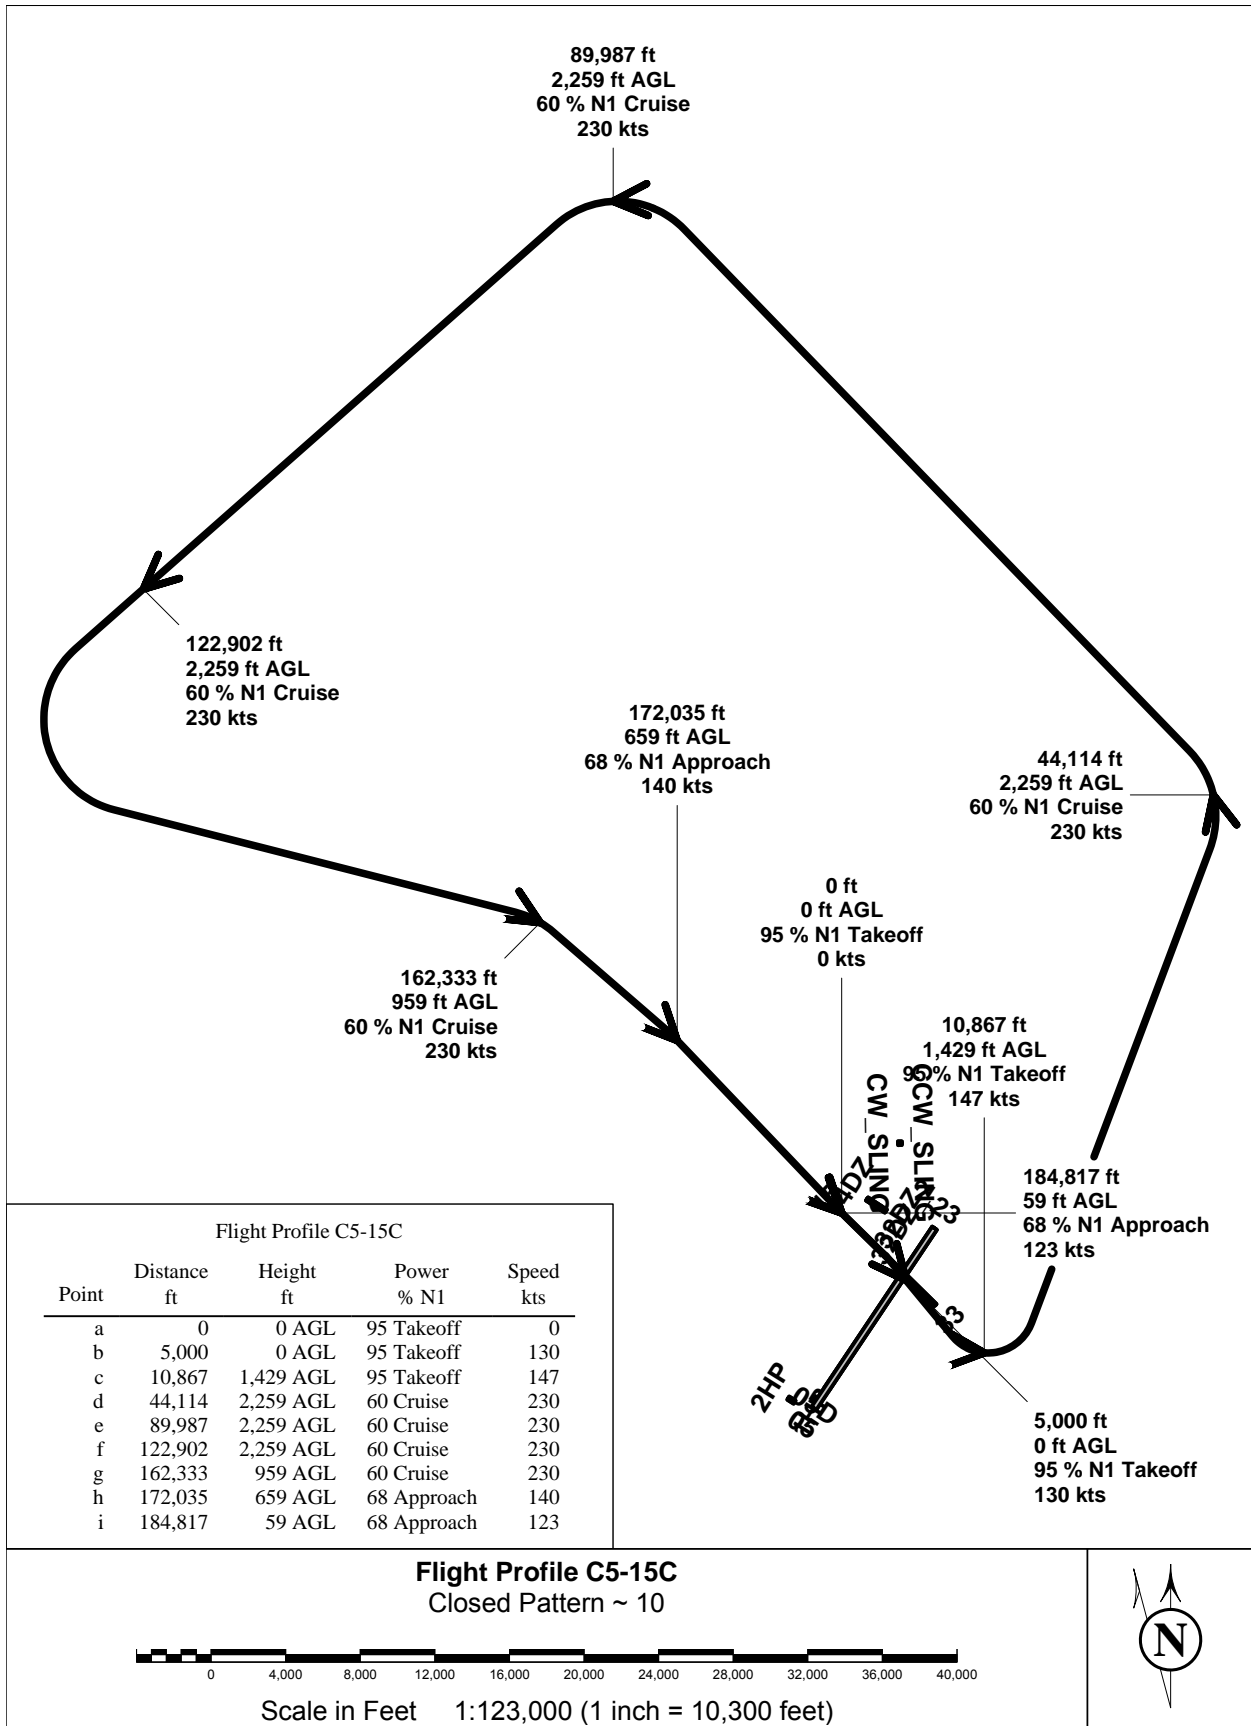 89,987 ft
2,259 ft AGL
60 % N1 Cruise
230 kts
122,902 ft
2,259 ft AGL
60 % N1 Cruise
230 kts
172,035 ft
659 ft AGL
68 % N1 Approach
140 kts
44,114 ft
2,259 ft AGL
60 % N1 Cruise
230 kts
0 ft
0 ft AGL
95 % N1 Takeoff
0 kts
162,333 ft
959 ft AGL
60 % N1 Cruise
230 kts
10,867 ft
1,429 ft AGL
95 % N1 Takeoff
147 kts
CW_SLING
CCW_SLING
23
33
2HP
184,817 ft
59 ft AGL
68 % N1 Approach
123 kts
5,000 ft
0 ft AGL
95 % N1 Takeoff
130 kts
Flight Profile C5-15C
Point Distance ft Height ft Power % N1 Speed kts
a 0 0 AGL 95 Takeoff 0
b 5,000 0 AGL 95 Takeoff 130
c 10,867 1,429 AGL 95 Takeoff 147
d 44,114 2,259 AGL 60 Cruise 230
e 89,987 2,259 AGL 60 Cruise 230
f 122,902 2,259 AGL 60 Cruise 230
g 162,333 959 AGL 60 Cruise 230
h 172,035 659 AGL 68 Approach 140
i 184,817 59 AGL 68 Approach 123
Flight Profile C5-15C
Closed Pattern ~ 10
0 4,000 8,000 12,000 16,000 20,000 24,000 28,000 32,000 36,000 40,000
Scale in Feet 1:123,000 (1 inch = 10,300 feet)
N